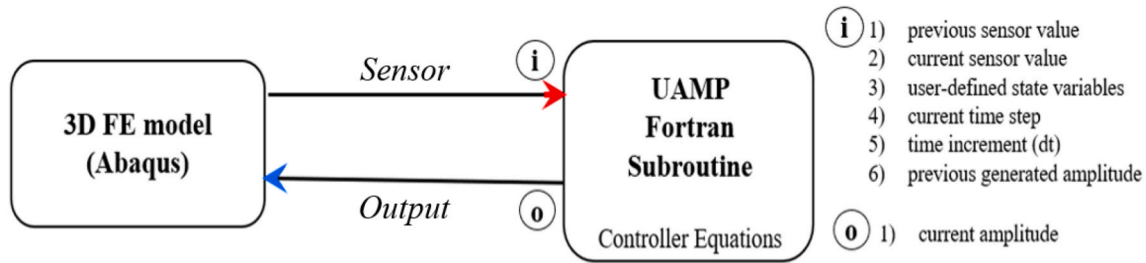 3D FE model
(Abaqus)
Sensor
Output
i
o
UAMP
Fortran
Subroutine
Controller Equations
i 1) previous sensor value
2) current sensor value
3) user-defined state variables
4) current time step
5) time increment (dt)
6) previous generated amplitude
o 1) current amplitude